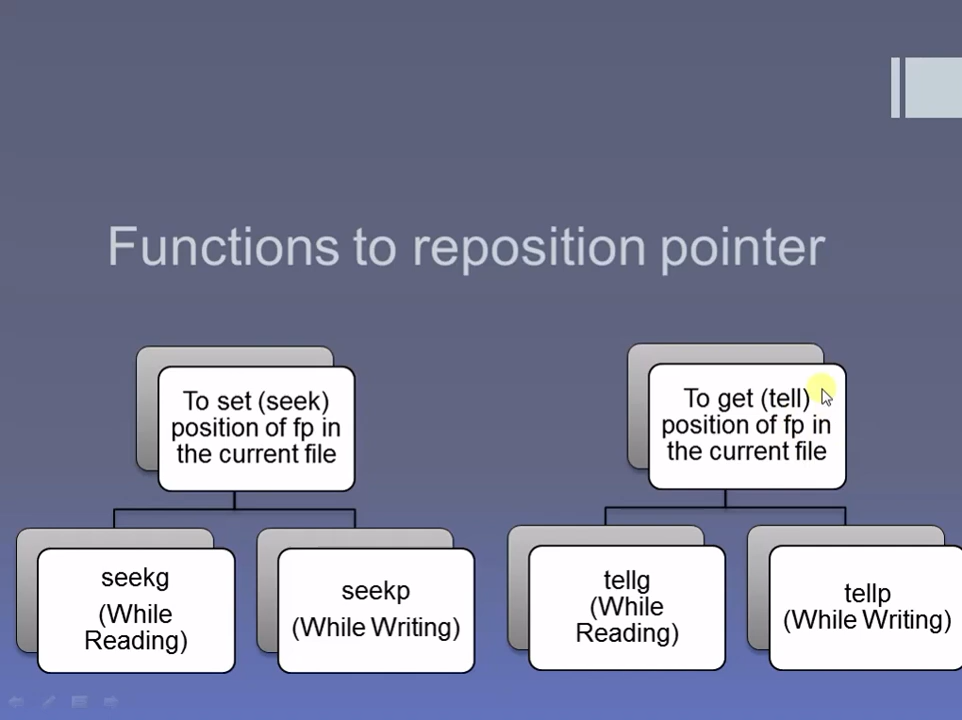 Functions to reposition pointer
To set (seek)
position of fp in
the current file
To get (tell)
position of fp in
the current file
seekg
(While
Reading)
seekp
(While Writing)
tellg
(While
Reading)
tellp
(While Writing)